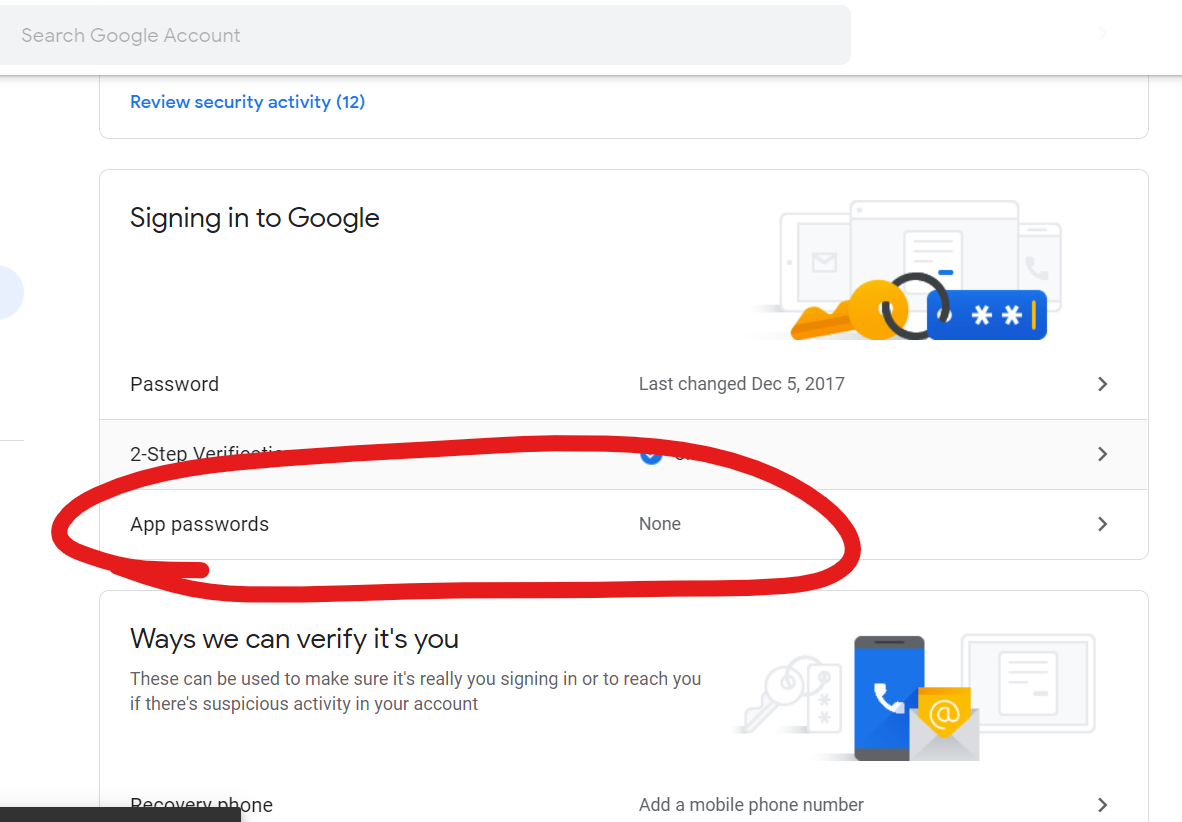 Search Google Account
Review security activity (12)
Signing in to Google
**
Password
Last changed Dec 5, 2017
2-Step Verification
App passwords
None
Ways we can verify it's you
These can be used to make sure it's really you signing in or to reach you
if there's suspicious activity in your account
@
Recovery phone
Add a mobile phone number